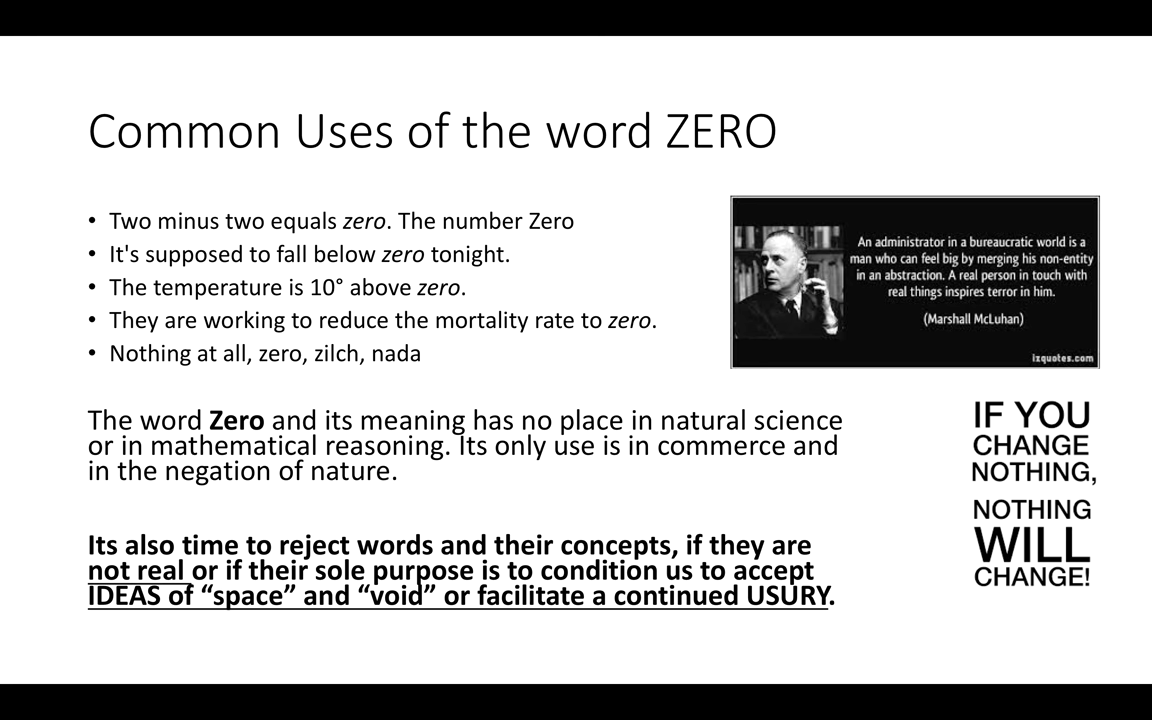 Common Uses of the word ZERO
• Two minus two equals zero. The number Zero
• It's supposed to fall below zero tonight.
• The temperature is 10° above zero.
• They are working to reduce the mortality rate to zero.
• Nothing at all, zero, zilch, nada
An administrator in a bureaucratic world is a
man who can feel big by merging his non-entity
in an abstraction. A real person in touch with
real things inspires terror in him.
(Marshall McLuhan)
izquotes.com
The word Zero and its meaning has no place in natural science
or in mathematical reasoning. Its only use is in commerce and
in the negation of nature.
IF YOU
CHANGE
NOTHING,
NOTHING
WILL
CHANGE!
Its also time to reject words and their concepts, if they are
not real or if their sole purpose is to condition us to accept
IDEAS of “space” and “void” or facilitate a continued USURY.